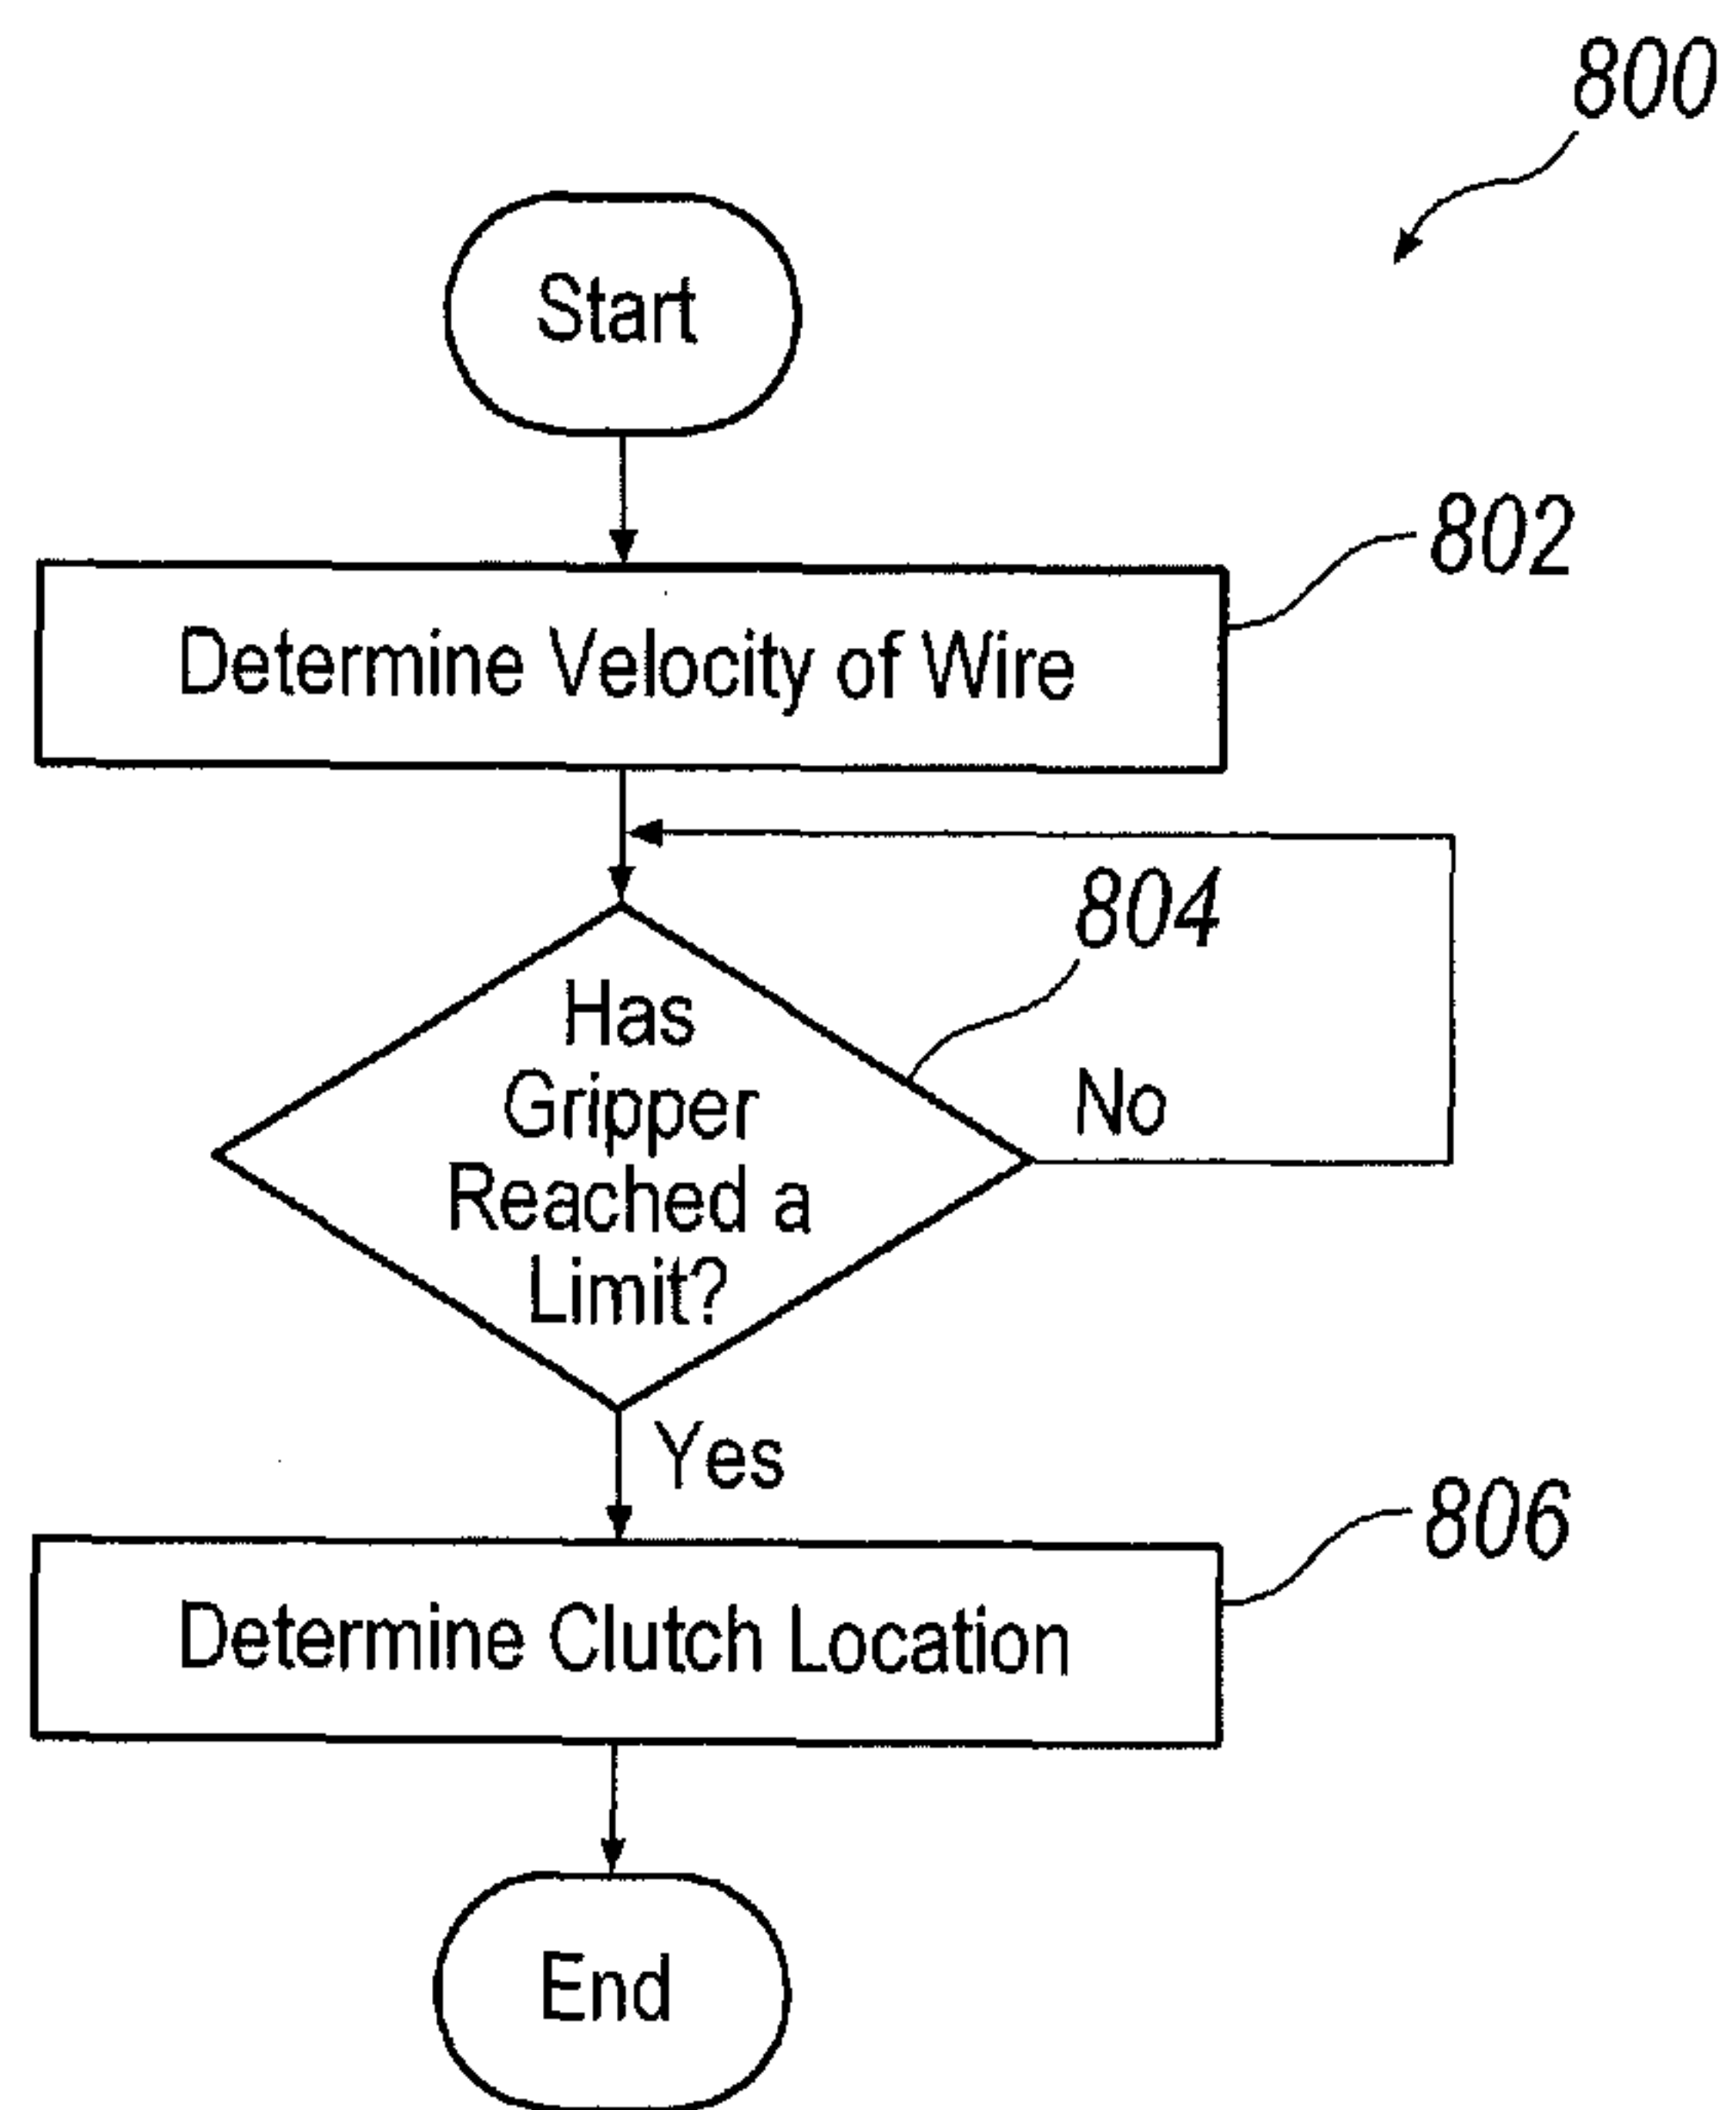 800
Start
802
Determine Velocity of Wire
804
Has
Gripper
Reached a
Limit?
No
Yes
806
Determine Clutch Location
End